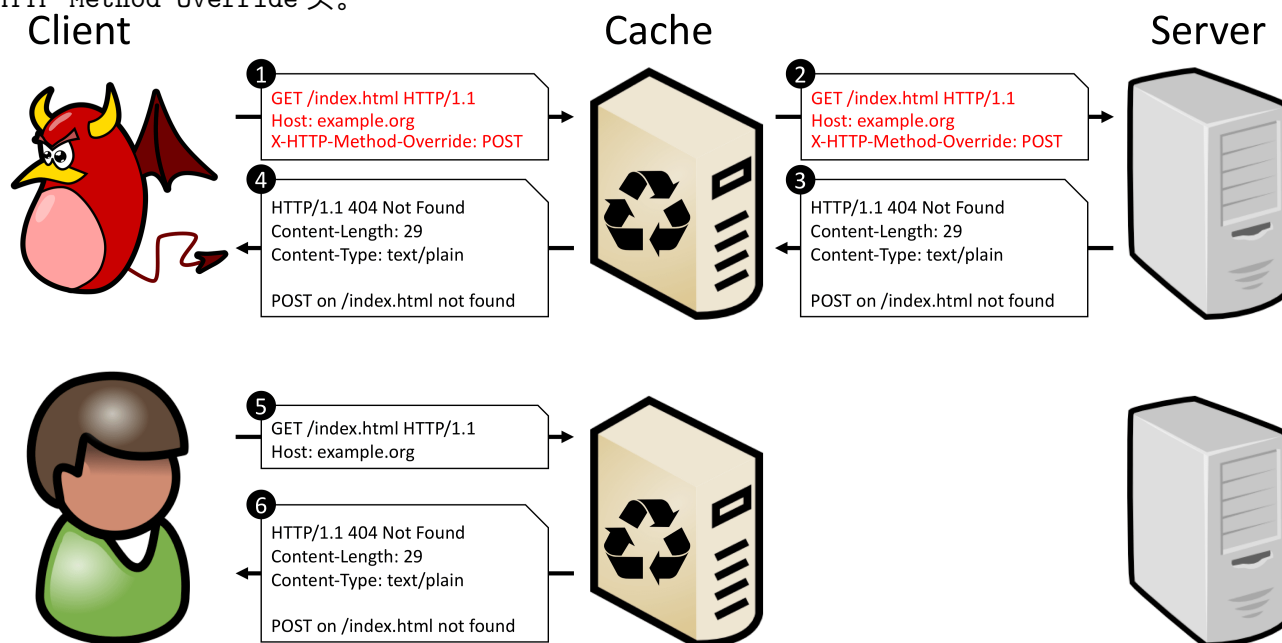 HTTP Method Override 头。
Client
Cache
Server
1
GET /index.html HTTP/1.1
Host: example.org
X-HTTP-Method-Override: POST
2
GET /index.html HTTP/1.1
Host: example.org
X-HTTP-Method-Override: POST
4
HTTP/1.1 404 Not Found
Content-Length: 29
Content-Type: text/plain
POST on /index.html not found
3
HTTP/1.1 404 Not Found
Content-Length: 29
Content-Type: text/plain
POST on /index.html not found
5
GET /index.html HTTP/1.1
Host: example.org
6
HTTP/1.1 404 Not Found
Content-Length: 29
Content-Type: text/plain
POST on /index.html not found